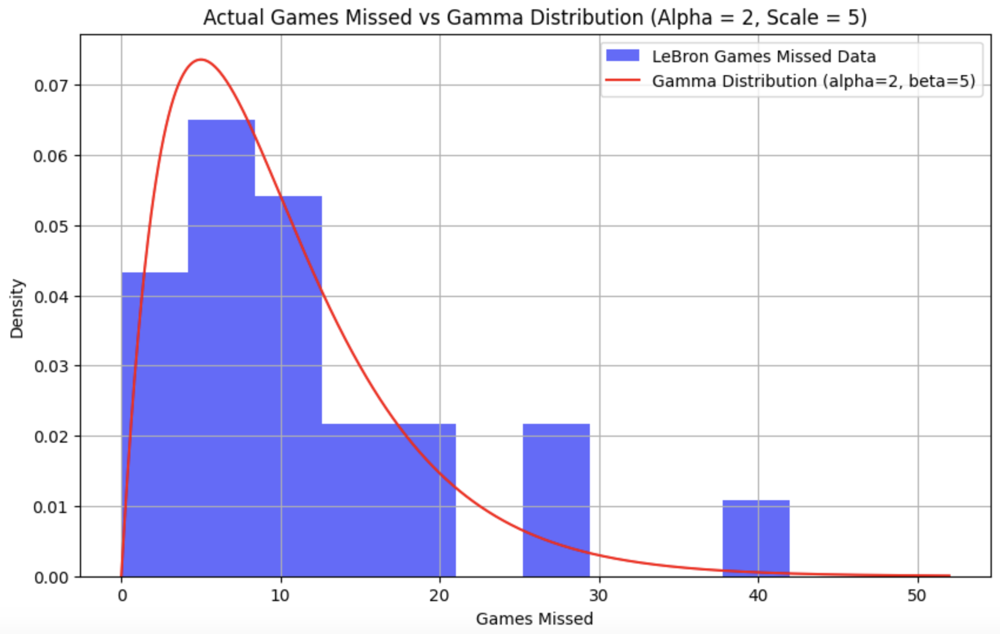 Actual Games Missed vs Gamma Distribution (Alpha = 2, Scale = 5)
LeBron Games Missed Data
Gamma Distribution (alpha=2, beta=5)
0.07
0.06
0.05
0.04
0.03
0.02
0.01
0.00
Density
0 10 20 30 40 50
Games Missed